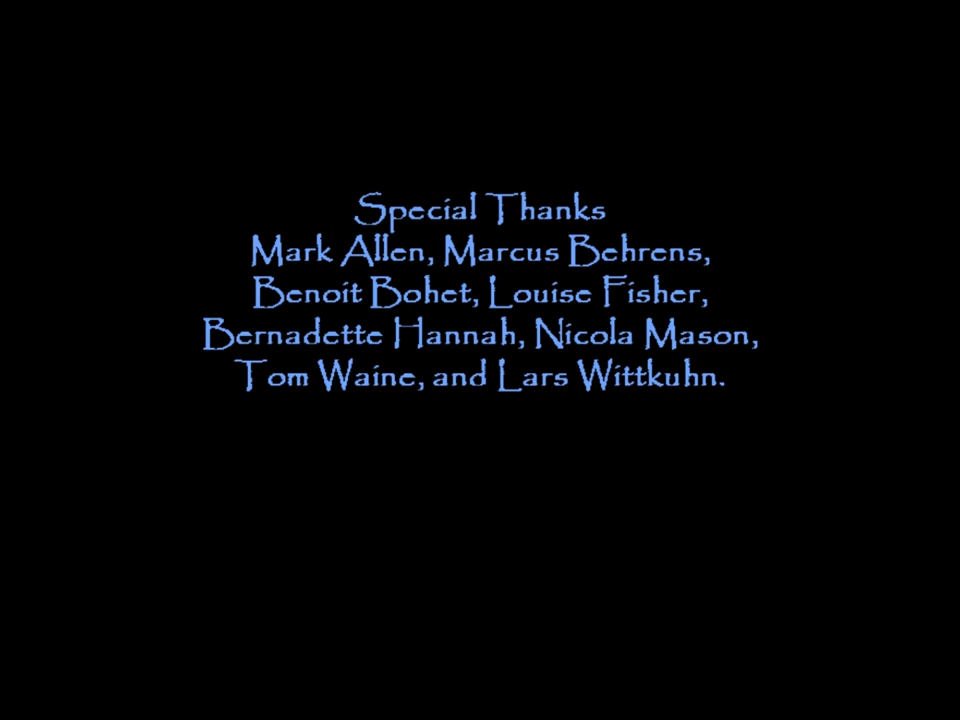 Special Thanks
Mark Allen, Marcus Behrens,
Benoit Bohet, Louise Fisher,
Bernadette Hannah, Nicola Mason,
Tom Waine, and Lars Wittkuhn.